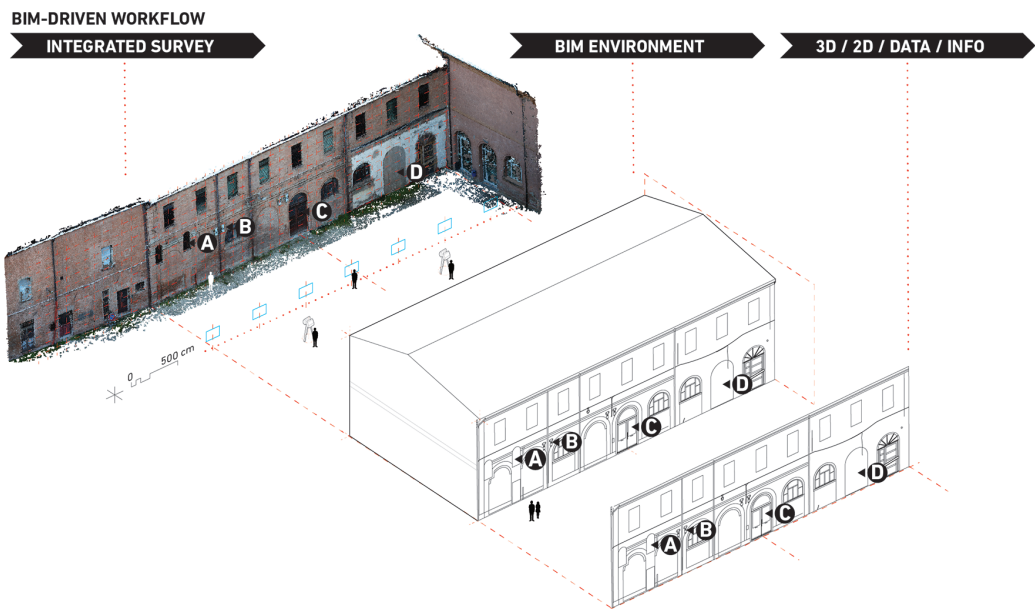 BIM-DRIVEN WORKFLOW
INTEGRATED SURVEY
BIM ENVIRONMENT
3D / 2D / DATA / INFO
A
B
C
D
0
500 cm
A
B
C
D
A
B
C
D